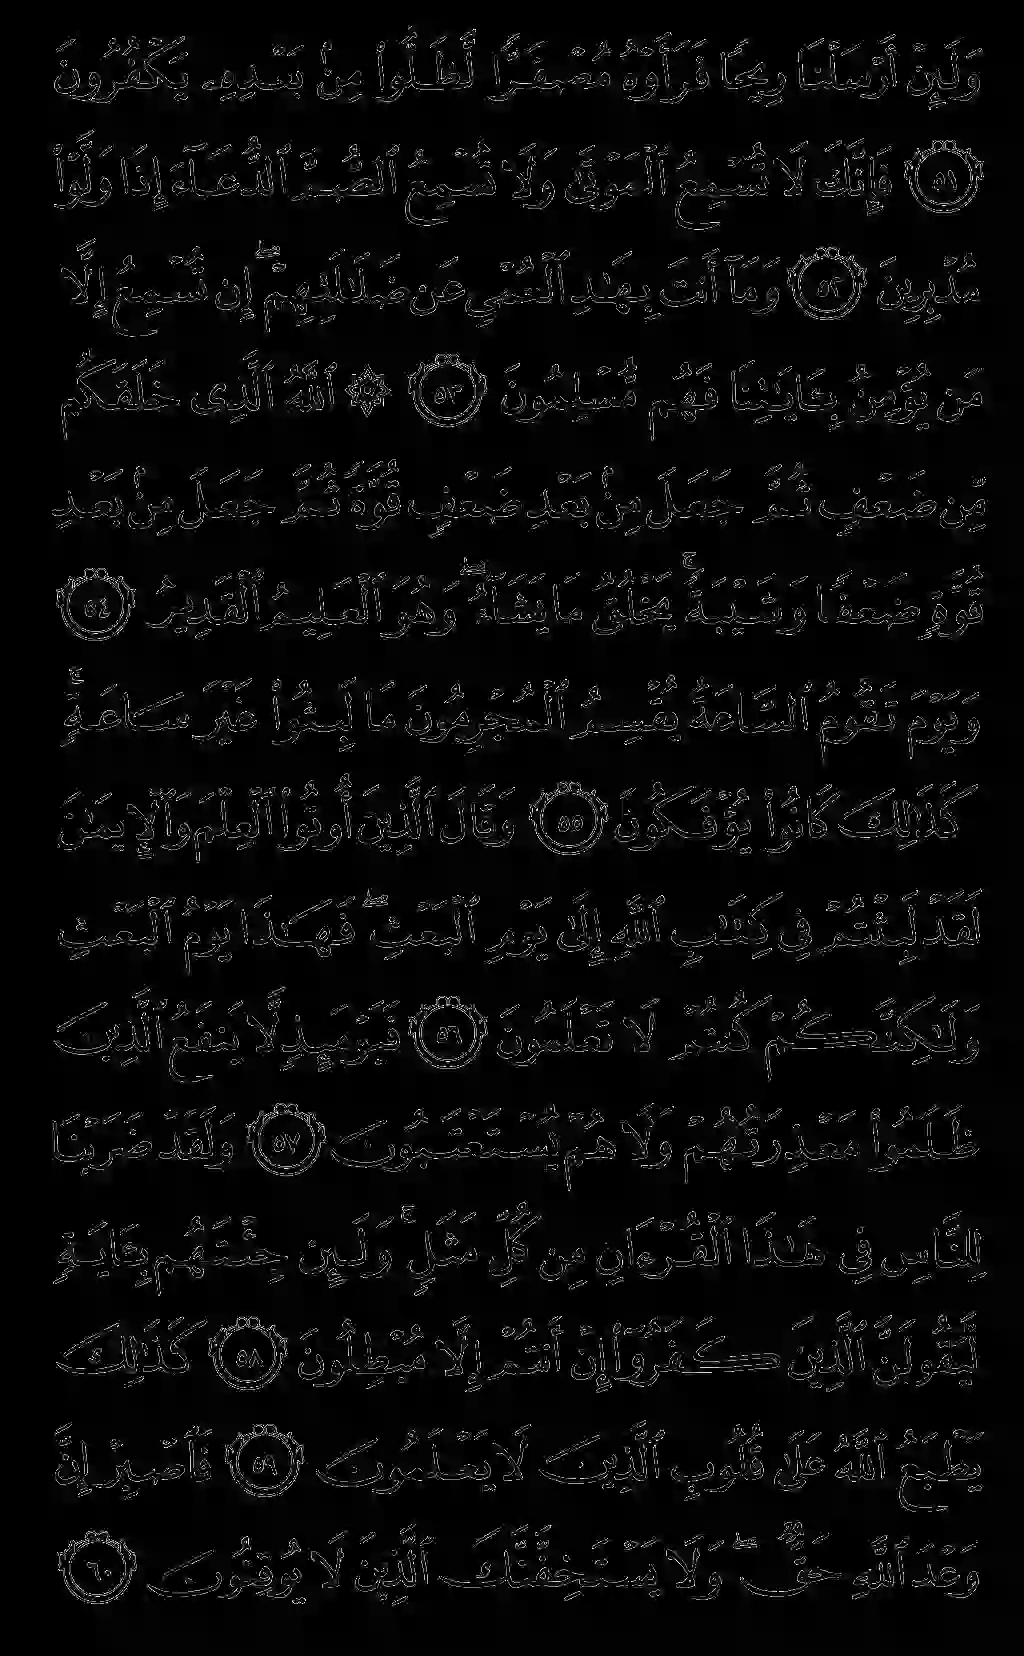 وَلَئِنْ أَرْسَلْنَا رِيحًا فَرَأَوْهُ مُصْفَرًّا لَّظَلُّوا۟ مِنۢ بَعْدِهِۦ يَكْفُرُونَ
٥١ فَإِنَّكَ لَا تُسْمِعُ ٱلْمَوْتَىٰ وَلَا تُسْمِعُ ٱلصُّمَّ ٱلدُّعَآءَ إِذَا وَلَّوْا۟
مُدْبِرِينَ ٥٢ وَمَآ أَنتَ بِهَـٰدِ ٱلْعُمْىِ عَن ضَلَـٰلَتِهِمْ ۖ إِن تُسْمِعُ إِلَّا
مَن يُؤْمِنُ بِـَٔايَـٰتِنَا فَهُم مُّسْلِمُونَ ٥٣ ۞ ٱللَّهُ ٱلَّذِى خَلَقَكُم
مِّن ضَعْفٍ ثُمَّ جَعَلَ مِنۢ بَعْدِ ضَعْفٍ قُوَّةً ثُمَّ جَعَلَ مِنۢ بَعْدِ
قُوَّةٍ ضَعْفًا وَشَيْبَةً ۚ يَخْلُقُ مَا يَشَآءُ ۖ وَهُوَ ٱلْعَلِيمُ ٱلْقَدِيرُ ٥٤
وَيَوْمَ تَقُومُ ٱلسَّاعَةُ يُقْسِمُ ٱلْمُجْرِمُونَ مَا لَبِثُوا۟ غَيْرَ سَاعَةٍ ۚ
كَذَٰلِكَ كَانُوا۟ يُؤْفَكُونَ ٥٥ وَقَالَ ٱلَّذِينَ أُوتُوا۟ ٱلْعِلْمَ وَٱلْإِيمَـٰنَ
لَقَدْ لَبِثْتُمْ فِى كِتَـٰبِ ٱللَّهِ إِلَىٰ يَوْمِ ٱلْبَعْثِ ۖ فَهَـٰذَا يَوْمُ ٱلْبَعْثِ
وَلَـٰكِنَّكُمْ كُنتُمْ لَا تَعْلَمُونَ ٥٦ فَيَوْمَئِذٍ لَّا يَنفَعُ ٱلَّذِينَ
ظَلَمُوا۟ مَعْذِرَتُهُمْ وَلَا هُمْ يُسْتَعْتَبُونَ ٥٧ وَلَقَدْ ضَرَبْنَا
لِلنَّاسِ فِى هَـٰذَا ٱلْقُرْءَانِ مِن كُلِّ مَثَلٍ ۚ وَلَئِن جِئْتَهُم بِـَٔايَةٍ
لَّيَقُولَنَّ ٱلَّذِينَ كَفَرُوٓا۟ إِنْ أَنتُمْ إِلَّا مُبْطِلُونَ ٥٨ كَذَٰلِكَ
يَطْبَعُ ٱللَّهُ عَلَىٰ قُلُوبِ ٱلَّذِينَ لَا يَعْلَمُونَ ٥٩ فَٱصْبِرْ إِنَّ
وَعْدَ ٱللَّهِ حَقٌّ ۖ وَلَا يَسْتَخِفَّنَّكَ ٱلَّذِينَ لَا يُوقِنُونَ ٦٠